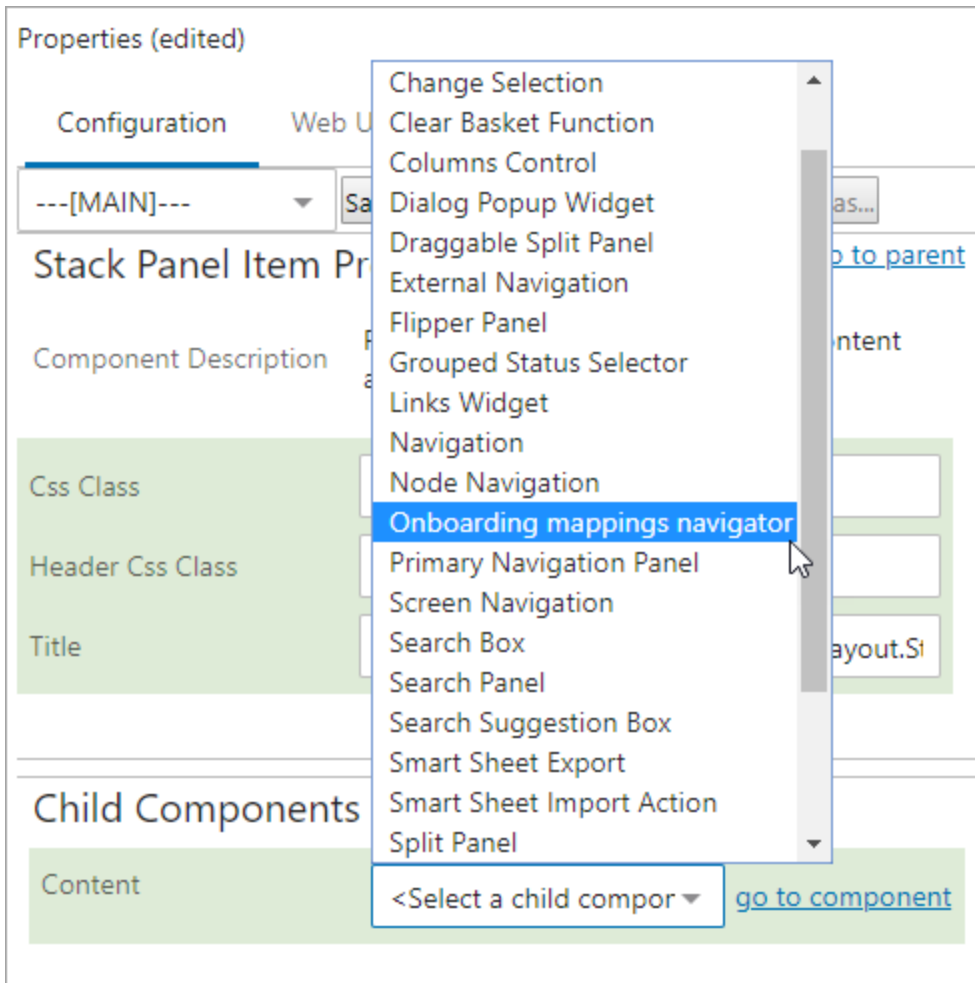 Properties (edited)
Configuration
Web U
---[MAIN]---
Sa
as...
Stack Panel Item Pr
to parent
Component Description
ntent
Css Class
Header Css Class
Title
ayout.St
Change Selection
Clear Basket Function
Columns Control
Dialog Popup Widget
Draggable Split Panel
External Navigation
Flipper Panel
Grouped Status Selector
Links Widget
Navigation
Node Navigation
Onboarding mappings navigator
Primary Navigation Panel
Screen Navigation
Search Box
Search Panel
Search Suggestion Box
Smart Sheet Export
Smart Sheet Import Action
Split Panel
Child Components
Content
<Select a child compor
go to component